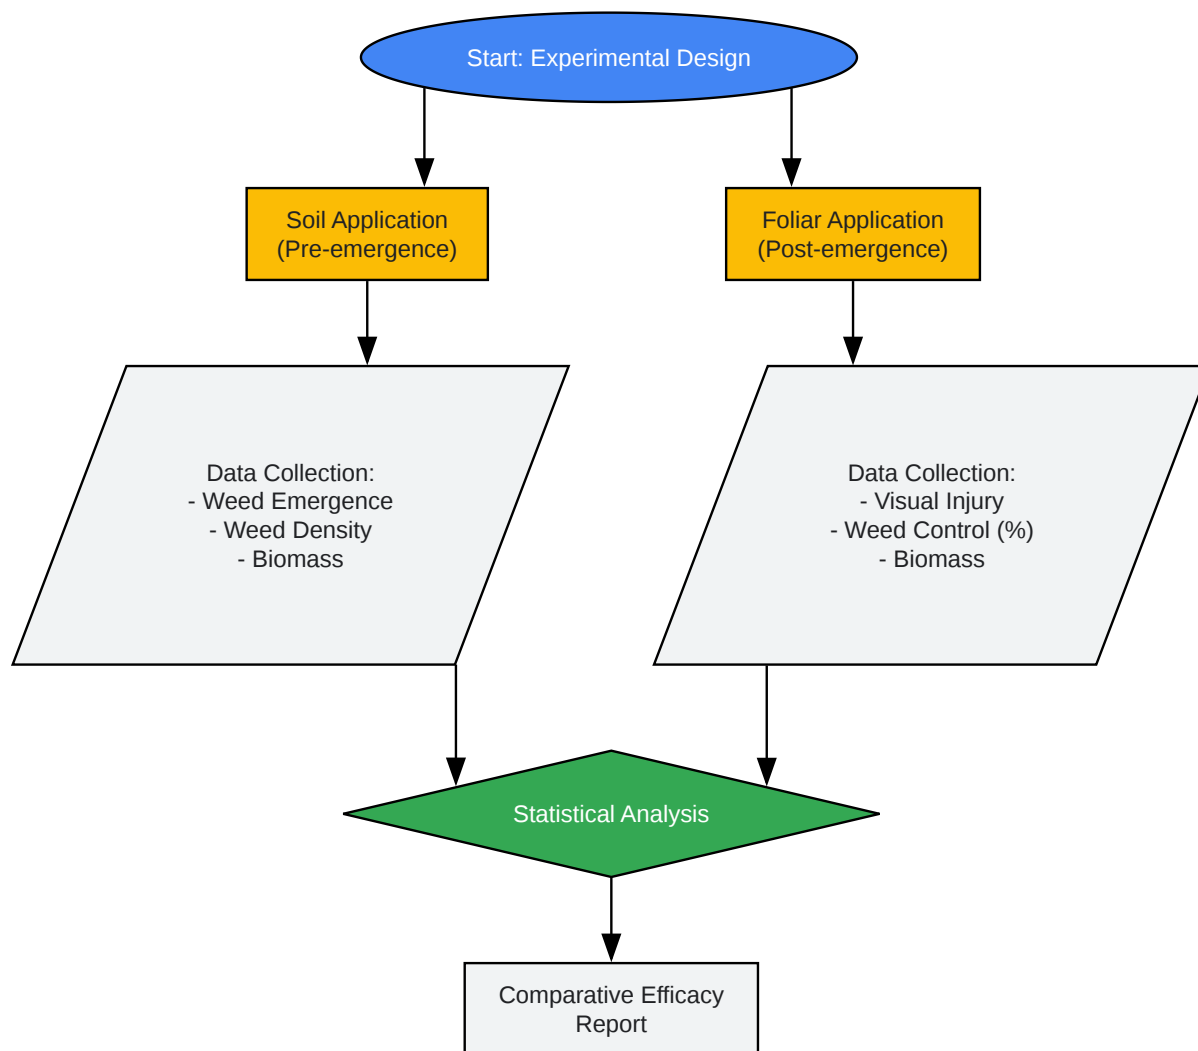 Start: Experimental Design
Soil Application
(Pre-emergence)
Foliar Application
(Post-emergence)
Data Collection:
- Weed Emergence
- Weed Density
- Biomass
Data Collection:
- Visual Injury
- Weed Control (%)
- Biomass
Statistical Analysis
Comparative Efficacy
Report